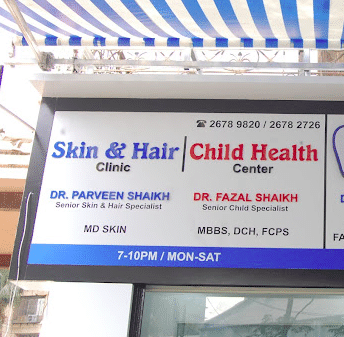 ☎ 2678 9820 / 2678 2726
Skin & Hair
Clinic
DR. PARVEEN SHAIKH
Senior Skin & Hair Specialist
MD SKIN
Child Health
Center
DR. FAZAL SHAIKH
Senior Child Specialist
MBBS, DCH, FCPS
7-10PM / MON-SAT